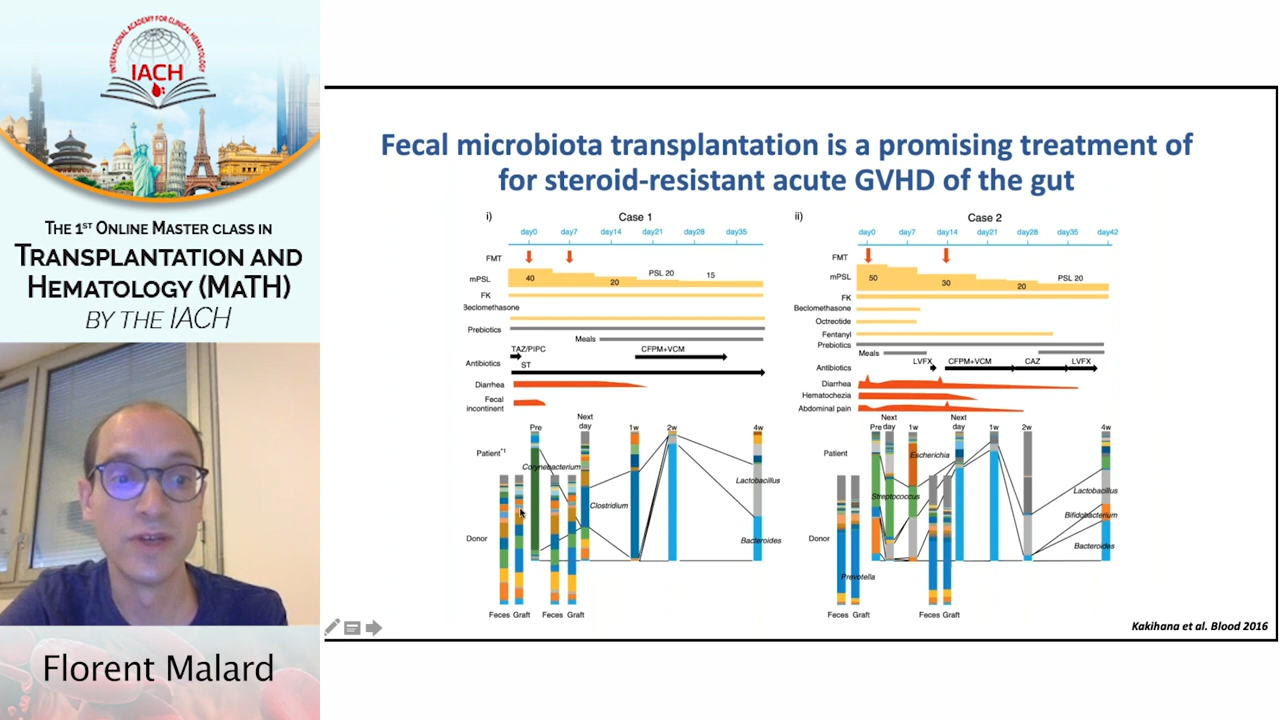 INTERNATIONAL ACADEMY FOR CLINICAL HEMATOLOGY
IACH
THE 1ST ONLINE MASTER CLASS IN
TRANSPLANTATION AND
HEMATOLOGY (MATH)
BY THE IACH
Florent Malard
Fecal microbiota transplantation is a promising treatment of
for steroid-resistant acute GVHD of the gut
i) Case 1
day0 day7 day14 day21 day28 day35
FMT
mPSL 40 20 PSL 20 15
FK
Beclomethasone
Prebiotics
Meals
TAZ/PIPC CFPM+VCM
Antibiotics
ST
Diarrhea
Fecal
incontinent
Pre Next
day 1w 2w 4w
Patient*1
Corynebacterium
Clostridium
Lactobacillus
Bacteroides
Donor
Feces Graft Feces Graft
ii) Case 2
day0 day7 day14 day21 day28 day35 day42
FMT
mPSL 50 30 20 PSL 20
FK
Beclomethasone
Octreotide
Fentanyl
Prebiotics
Meals
LVFX CFPM+VCM CAZ LVFX
Antibiotics
Diarrhea
Hematochezia
Abdominal pain
Pre Next
day 1w Next
day 1w 2w 4w
Patient
Escherichia
Streptococcus
Lactobacillus
Bifidobacterium
Bacteroides
Donor
Prevotella
Feces Graft Feces Graft
Kakihana et al. Blood 2016